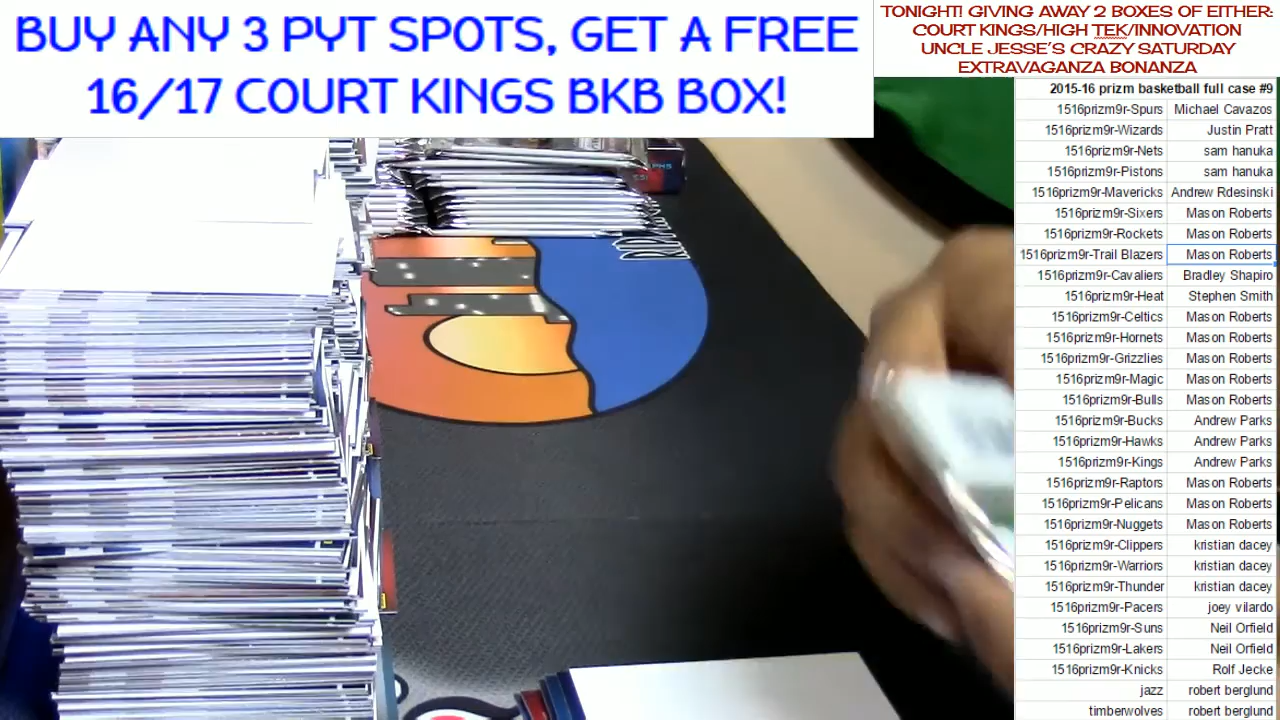 BUY ANY 3 PYT SPOTS, GET A FREE
16/17 COURT KINGS BKB BOX!
TONIGHT! GIVING AWAY 2 BOXES OF EITHER:
COURT KINGS/HIGH TEK/INNOVATION
UNCLE JESSE'S CRAZY SATURDAY
EXTRAVAGANZA BONANZA
2015-16 prizm basketball full case #9
1516prizm9r-Spurs Michael Cavazos
1516prizm9r-Wizards Justin Pratt
1516prizm9r-Nets sam hanuka
1516prizm9r-Pistons sam hanuka
1516prizm9r-Mavericks Andrew Rdesinski
1516prizm9r-Sixers Mason Roberts
1516prizm9r-Rockets Mason Roberts
1516prizm9r-Trail Blazers Mason Roberts
1516prizm9r-Cavaliers Bradley Shapiro
1516prizm9r-Heat Stephen Smith
1516prizm9r-Celtics Mason Roberts
1516prizm9r-Hornets Mason Roberts
1516prizm9r-Grizzlies Mason Roberts
1516prizm9r-Magic Mason Roberts
1516prizm9r-Bulls Mason Roberts
1516prizm9r-Bucks Andrew Parks
1516prizm9r-Hawks Andrew Parks
1516prizm9r-Kings Andrew Parks
1516prizm9r-Raptors Mason Roberts
1516prizm9r-Pelicans Mason Roberts
1516prizm9r-Nuggets Mason Roberts
1516prizm9r-Clippers kristian dacey
1516prizm9r-Warriors kristian dacey
1516prizm9r-Thunder kristian dacey
1516prizm9r-Pacers joey vilardo
1516prizm9r-Suns Neil Orfield
1516prizm9r-Lakers Neil Orfield
1516prizm9r-Knicks Rolf Jecke
jazz robert berglund
timberwolves robert berglund